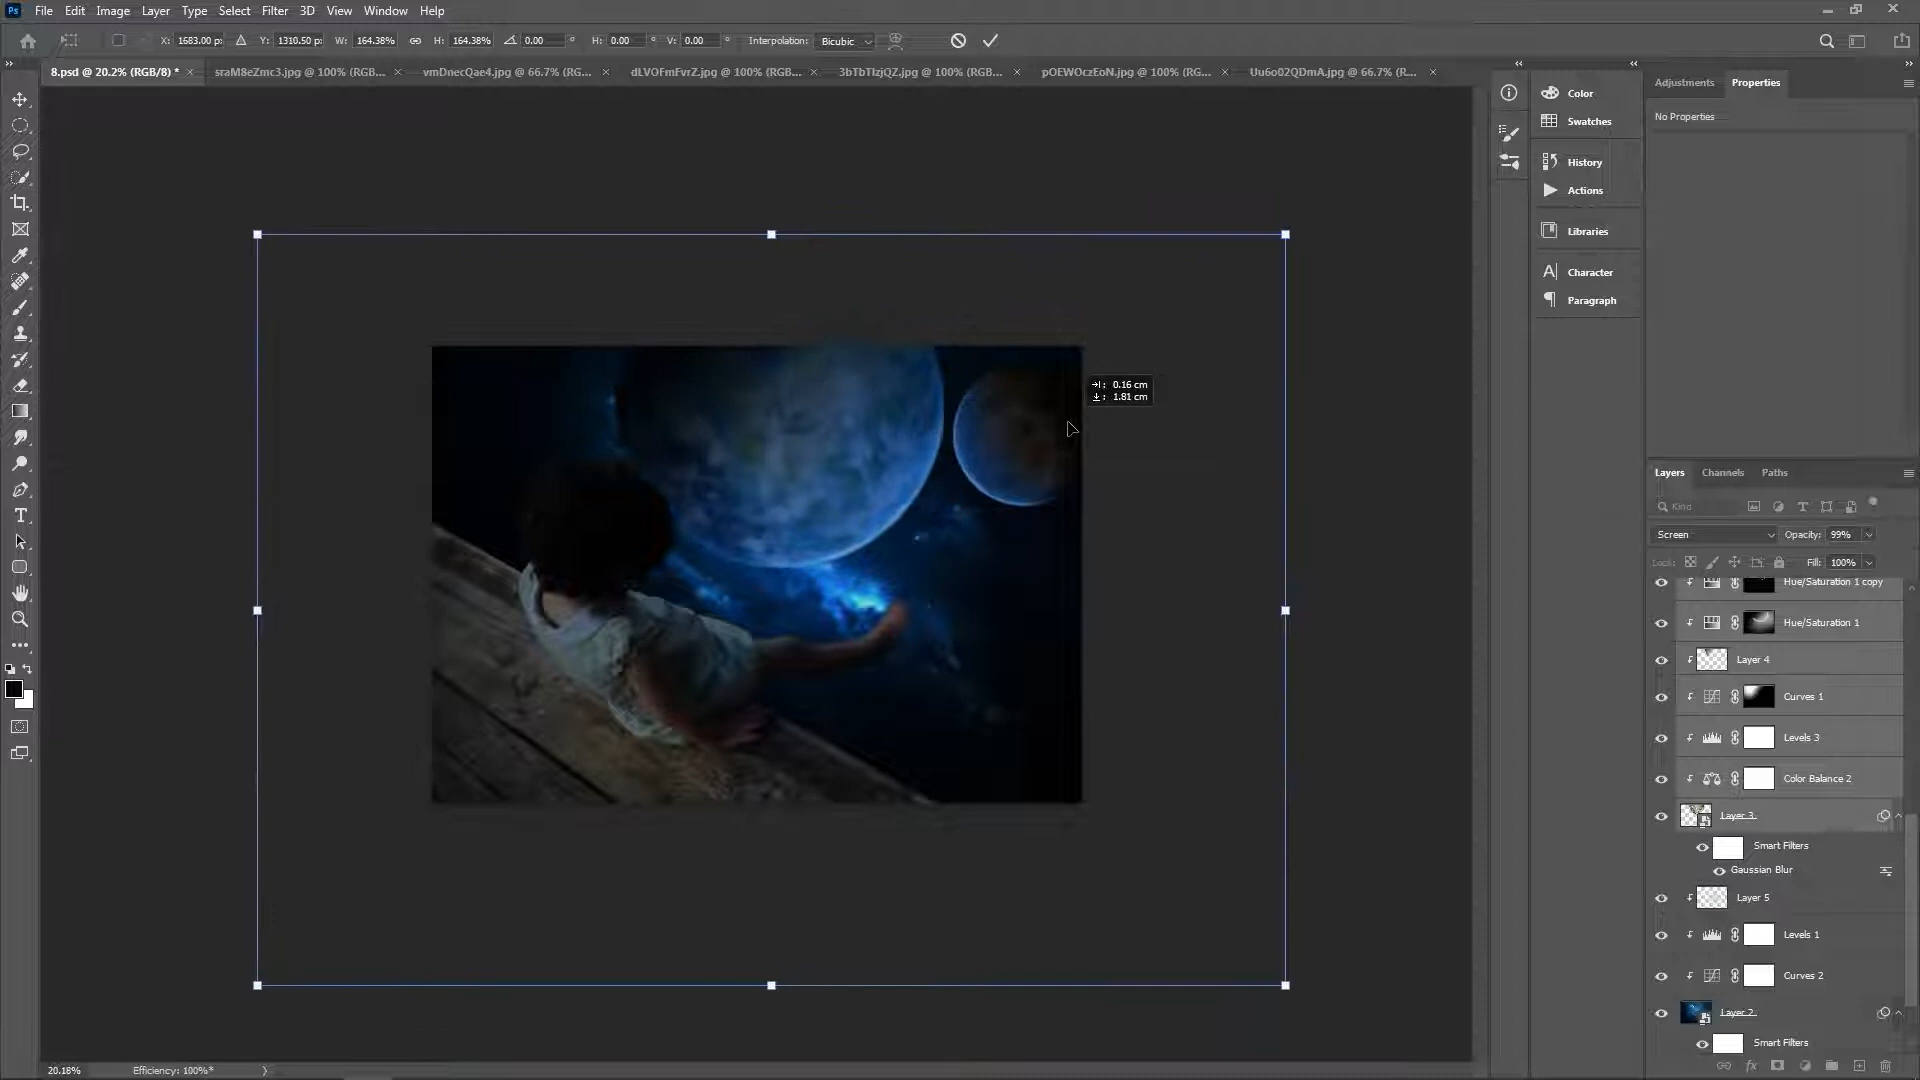 Ps File Edit Image Layer Type Select Filter 3D View Window Help
X: 1683.00 p: Y: 1310.50 p: W: 164.38% H: 164.38% 0.00 ° H: 0.00 ° V: 0.00 ° Interpolation: Bicubic
8.psd @ 20.2% (RGB/8) * × sraM8eZmc3.jpg @ 100% (RGB... × vmDnecQae4.jpg @ 66.7% (RG... × dLVOFmFvrZ.jpg @ 100% (RGB... × 3bTbTIzjQZ.jpg @ 100% (RGB... × pOEWOczEoN.jpg @ 100% (RG... × Uu6o02QDmA.jpg @ 66.7% (R... ×
Color
Swatches
History
Actions
Libraries
Character
Paragraph
Adjustments Properties
No Properties
0.16 cm
1.81 cm
Layers Channels Paths
Kind
Screen Opacity: 99%
Lock: Fill: 100%
Hue/Saturation 1 copy
Hue/Saturation 1
Layer 4
Curves 1
Levels 3
Color Balance 2
Layer 3
Smart Filters
Gaussian Blur
Layer 5
Levels 1
Curves 2
Layer 2
Smart Filters
20.18% Efficiency: 100%*